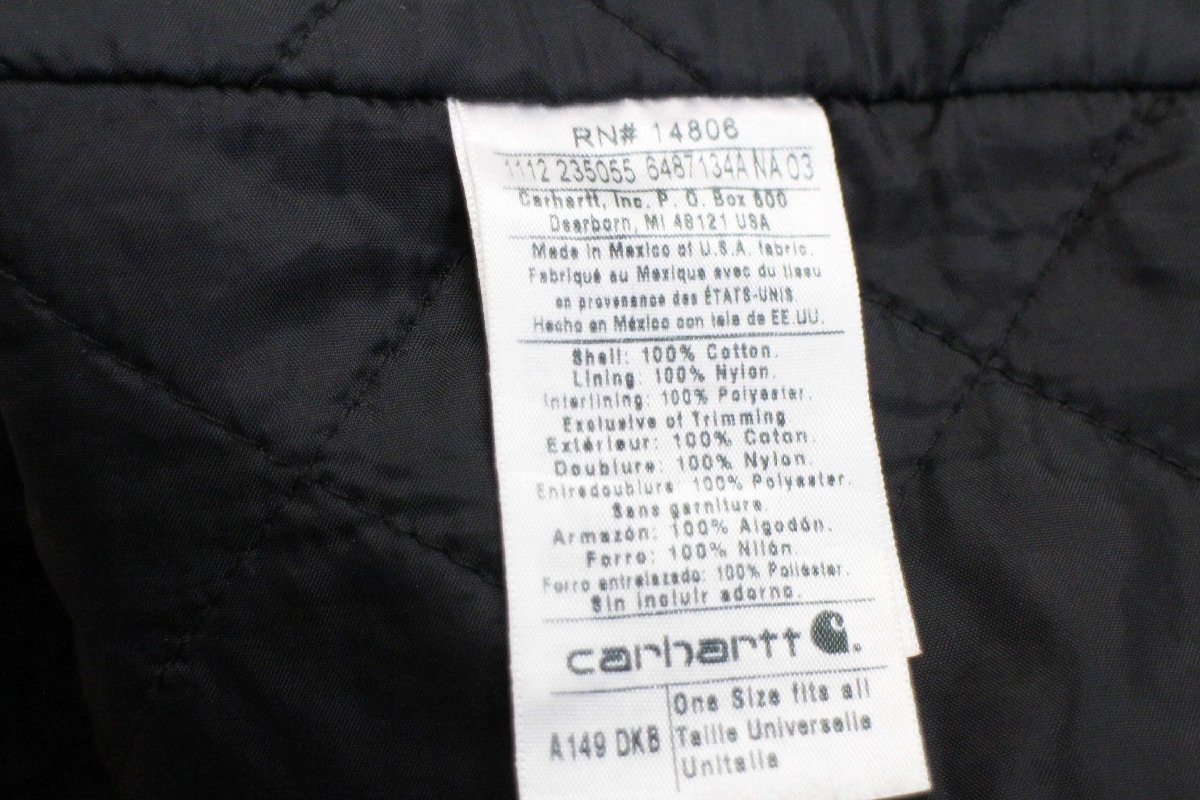 RN# 14806
1112 235055 6487134A NA 03
Carhartt, Inc. P. O. Box 600
Dearborn, MI 48121 USA
Made in Mexico of U.S.A. fabric.
Fabriqué au Mexique avec du tissu
en provenance des ÉTATS-UNIS
Hecho en México con tela de EE.UU.
Shell: 100% Cotton.
Lining: 100% Nylon.
Interlining: 100% Polyester.
Exclusive of Trimming
Extérieur: 100% Coton.
Doublure: 100% Nylon.
Entredoublure: 100% Polyester.
Sans garniture.
Armazón: 100% Algodón.
Forro: 100% Nilón.
Forro entrelazado: 100% Poliéster.
Sin incluir adorno.
carhartt
A149 DKB
One Size fits all
Taille Universelle
Unitalla